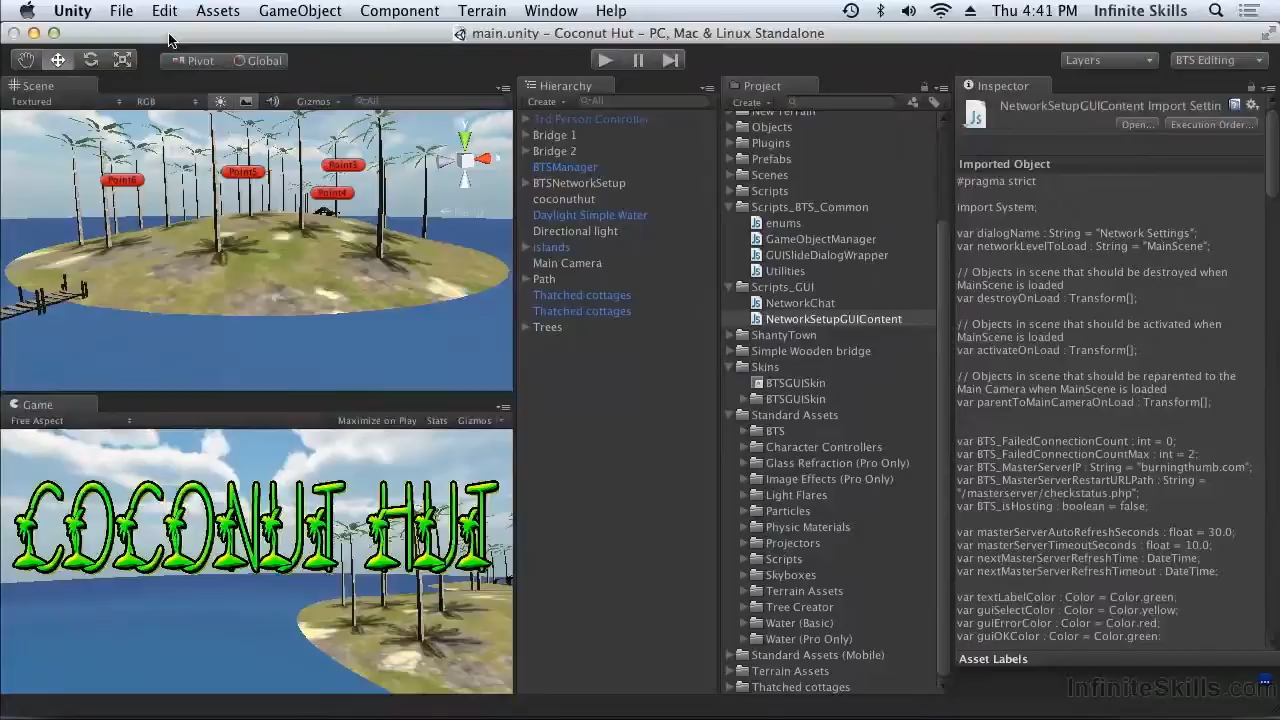 Unity File Edit Assets GameObject Component Terrain Window Help Thu 4:41 PM Infinite Skills
main.unity - Coconut Hut - PC, Mac & Linux Standalone
Pivot Global Layers BTS Editing
Scene
Textured RGB Gizmos All
Point6
Point5
Point3
Point4
y
Game
Free Aspect Maximize on Play Stats Gizmos
COCONUT HUT
Hierarchy
Create All
3rd Person Controller
Bridge 1
Bridge 2
BTSManager
BTSNetworkSetup
coconuthut
Daylight Simple Water
Directional light
islands
Main Camera
Path
Thatched cottages
Thatched cottages
Trees
Project
Create
New Terrain
Objects
Plugins
Prefabs
Scenes
Scripts
Scripts_BTS_Common
enums
GameObjectManager
GUISlideDialogWrapper
Utilities
Scripts_GUI
NetworkChat
NetworkSetupGUIContent
ShantyTown
Simple Wooden bridge
Skins
BTSGUISkin
BTSGUISkin
Standard Assets
BTS
Character Controllers
Glass Refraction (Pro Only)
Image Effects (Pro Only)
Light Flares
Particles
Physic Materials
Projectors
Scripts
Skyboxes
Terrain Assets
Tree Creator
Water (Basic)
Water (Pro Only)
Standard Assets (Mobile)
Terrain Assets
Thatched cottages
Inspector
NetworkSetupGUIContent Import Settin
Js
Open... Execution Order...
Imported Object
#pragma strict
import System;
var dialogName : String = "Network Settings";
var networkLevelToLoad : String = "MainScene";
// Objects in scene that should be destroyed when
MainScene is loaded
var destroyOnLoad : Transform[];
// Objects in scene that should be activated when
MainScene is loaded
var activateOnLoad : Transform[];
// Objects in scene that should be reparented to the
Main Camera when MainScene is loaded
var parentToMainCameraOnLoad : Transform[];
var BTS_FailedConnectionCount : int = 0;
var BTS_FailedConnectionCountMax : int = 2;
var BTS_MasterServerIP : String = "burningthumb.com";
var BTS_MasterServerRestartURLPath : String =
"/masterserver/checkstatus.php";
var BTS_isHosting : boolean = false;
var masterServerAutoRefreshSeconds : float = 30.0;
var masterServerTimeoutSeconds : float = 10.0;
var nextMasterServerRefreshTime : DateTime;
var nextMasterServerRefreshTimeout : DateTime;
var textLabelColor : Color = Color.green;
var guiSelectColor : Color = Color.yellow;
var guiErrorColor : Color = Color.red;
var guiOKColor : Color = Color.green;
Asset Labels
InfiniteSkills.com